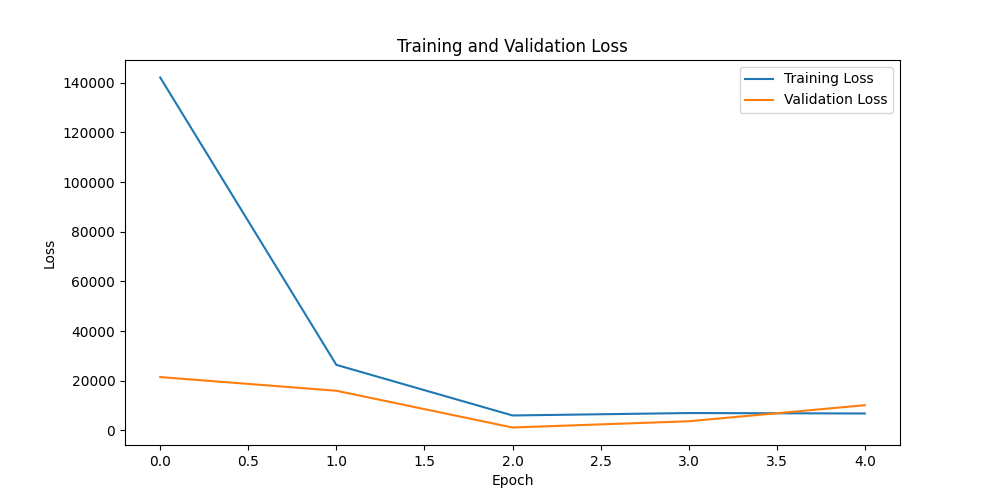 Training and Validation Loss
Training Loss
Validation Loss
140000
120000
100000
80000
60000
40000
20000
0
Loss
0.0 0.5 1.0 1.5 2.0 2.5 3.0 3.5 4.0
Epoch